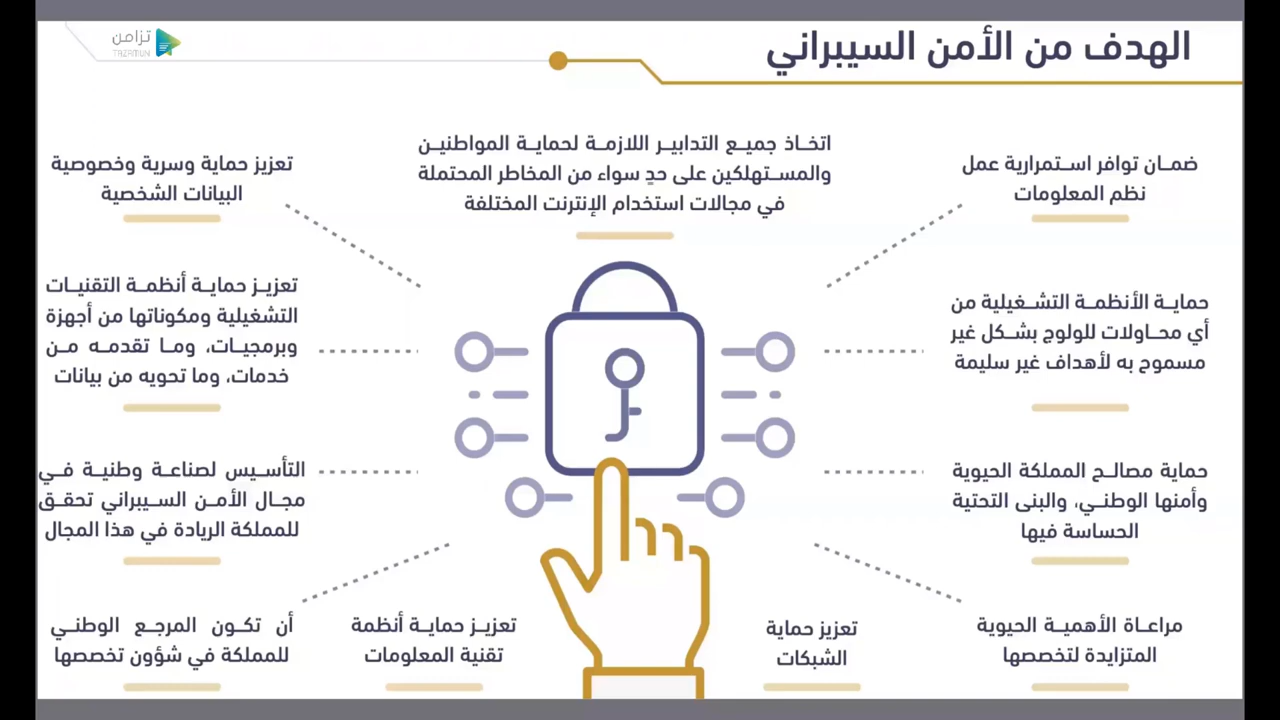 الهدف من الأمن السيبراني
تزامن
TAZAMUN
اتخاذ جميع التدابير اللازمة لحماية المواطنين
والمستهلكين على حدٍ سواء من المخاطر المحتملة
في مجالات استخدام الإنترنت المختلفة
ضمان توافر استمرارية عمل
نظم المعلومات
حماية الأنظمة التشغيلية من
أي محاولات للولوج بشكل غير
مسموح به لأهداف غير سليمة
حماية مصالح المملكة الحيوية
وأمنها الوطني، والبنى التحتية
الحساسة فيها
مراعاة الأهمية الحيوية
المتزايدة لتخصصها
تعزيز حماية
الشبكات
تعزيز حماية أنظمة
تقنية المعلومات
تعزيز حماية وسرية وخصوصية
البيانات الشخصية
تعزيز حماية أنظمة التقنيات
التشغيلية ومكوناتها من أجهزة
وبرمجيات، وما تقدمه من
خدمات، وما تحويه من بيانات
التأسيس لصناعة وطنية في
مجال الأمن السيبراني تحقق
للمملكة الريادة في هذا المجال
أن تكون المرجع الوطني
للمملكة في شؤون تخصصها